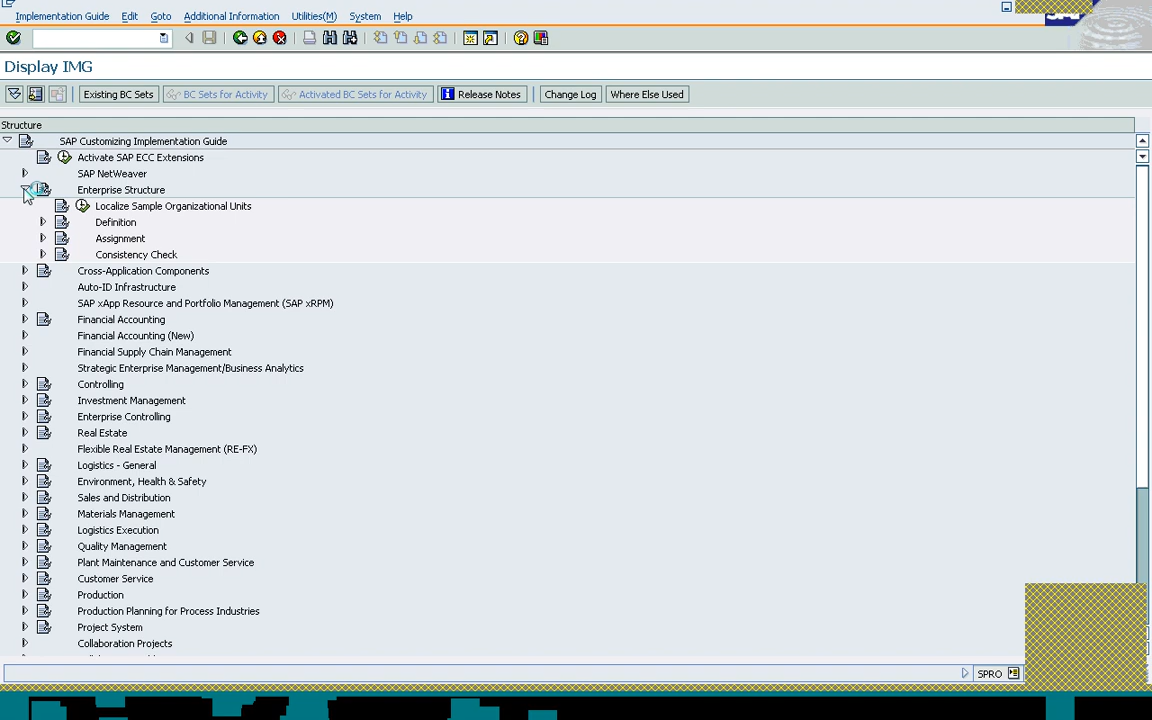 Implementation Guide Edit Goto Additional Information Utilities(M) System Help
Display IMG
Existing BC Sets BC Sets for Activity Activated BC Sets for Activity Release Notes Change Log Where Else Used
Structure
SAP Customizing Implementation Guide
Activate SAP ECC Extensions
SAP NetWeaver
Enterprise Structure
Localize Sample Organizational Units
Definition
Assignment
Consistency Check
Cross-Application Components
Auto-ID Infrastructure
SAP xApp Resource and Portfolio Management (SAP xRPM)
Financial Accounting
Financial Accounting (New)
Financial Supply Chain Management
Strategic Enterprise Management/Business Analytics
Controlling
Investment Management
Enterprise Controlling
Real Estate
Flexible Real Estate Management (RE-FX)
Logistics - General
Environment, Health & Safety
Sales and Distribution
Materials Management
Logistics Execution
Quality Management
Plant Maintenance and Customer Service
Customer Service
Production
Production Planning for Process Industries
Project System
Collaboration Projects
SPRO